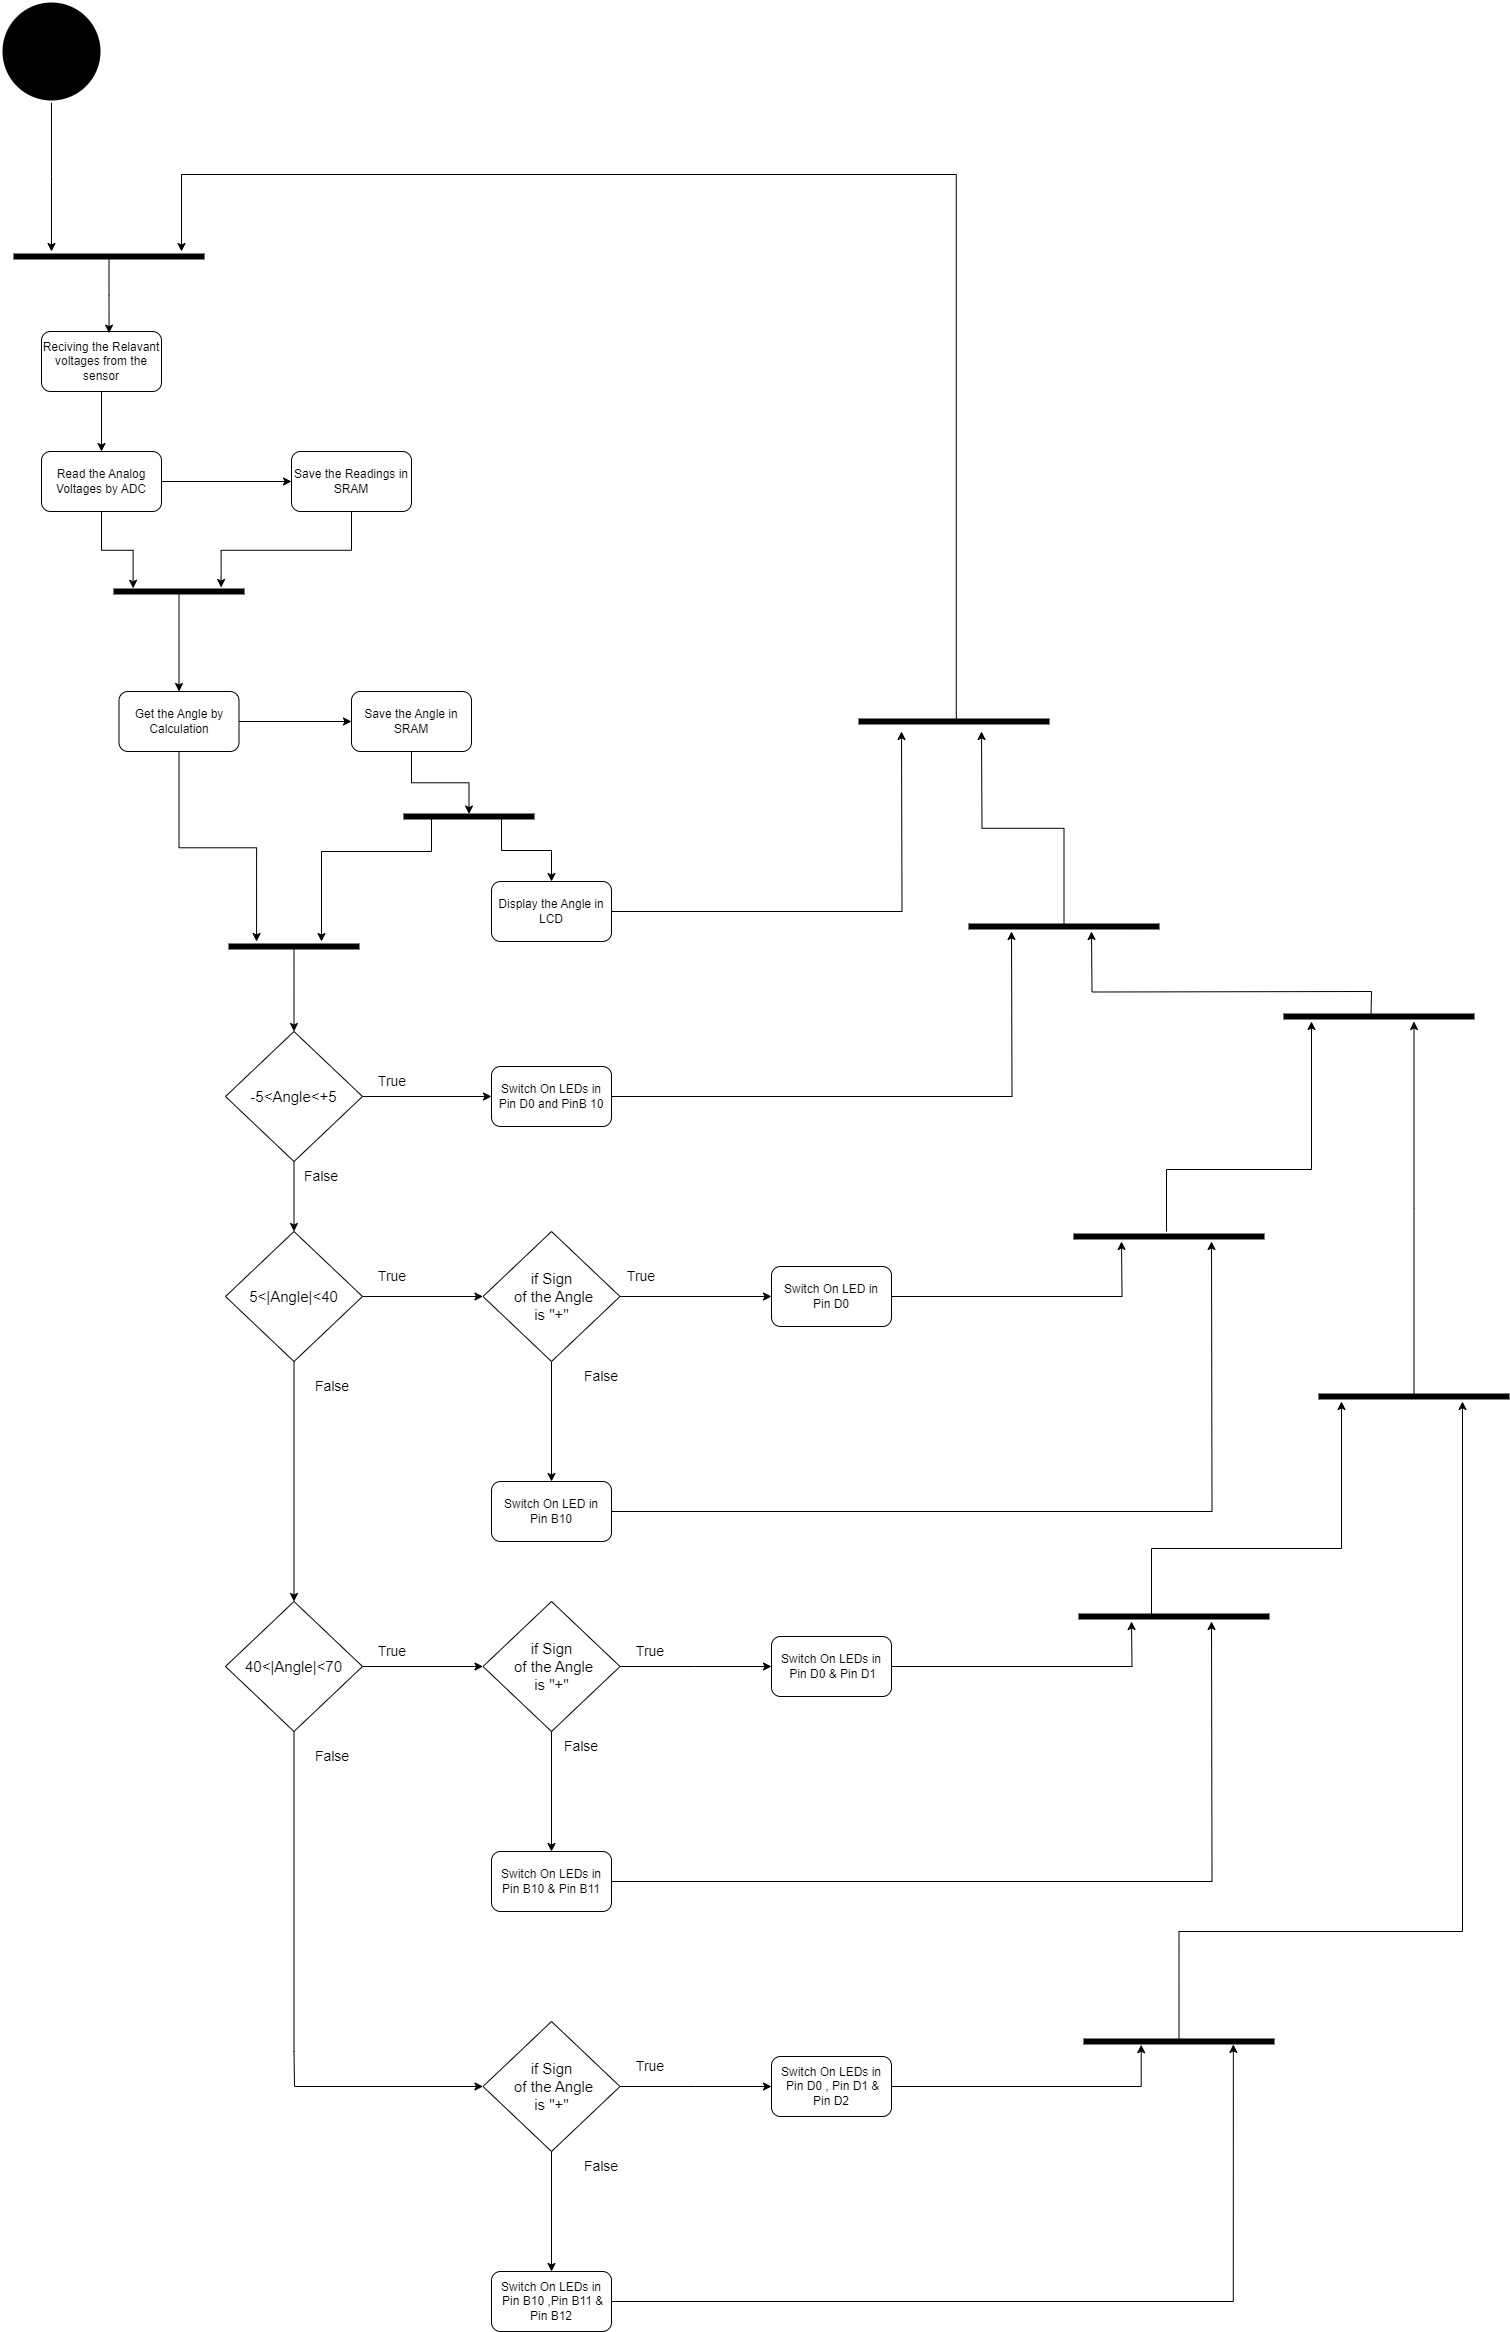 Reciving the Relavant
voltages from the
sensor
Read the Analog
Voltages by ADC
Save the Readings in
SRAM
Get the Angle by
Calculation
Save the Angle in
SRAM
Display the Angle in
LCD
-5<Angle<+5
True
Switch On LEDs in
Pin D0 and PinB 10
False
5<|Angle|<40
True
if Sign
of the Angle
is "+"
True
Switch On LED in
Pin D0
False
False
Switch On LED in
Pin B10
40<|Angle|<70
True
if Sign
of the Angle
is "+"
True
Switch On LEDs in
Pin D0 & Pin D1
False
False
Switch On LEDs in
Pin B10 & Pin B11
if Sign
of the Angle
is "+"
True
Switch On LEDs in
Pin D0 , Pin D1 &
Pin D2
False
Switch On LEDs in
Pin B10 ,Pin B11 &
Pin B12